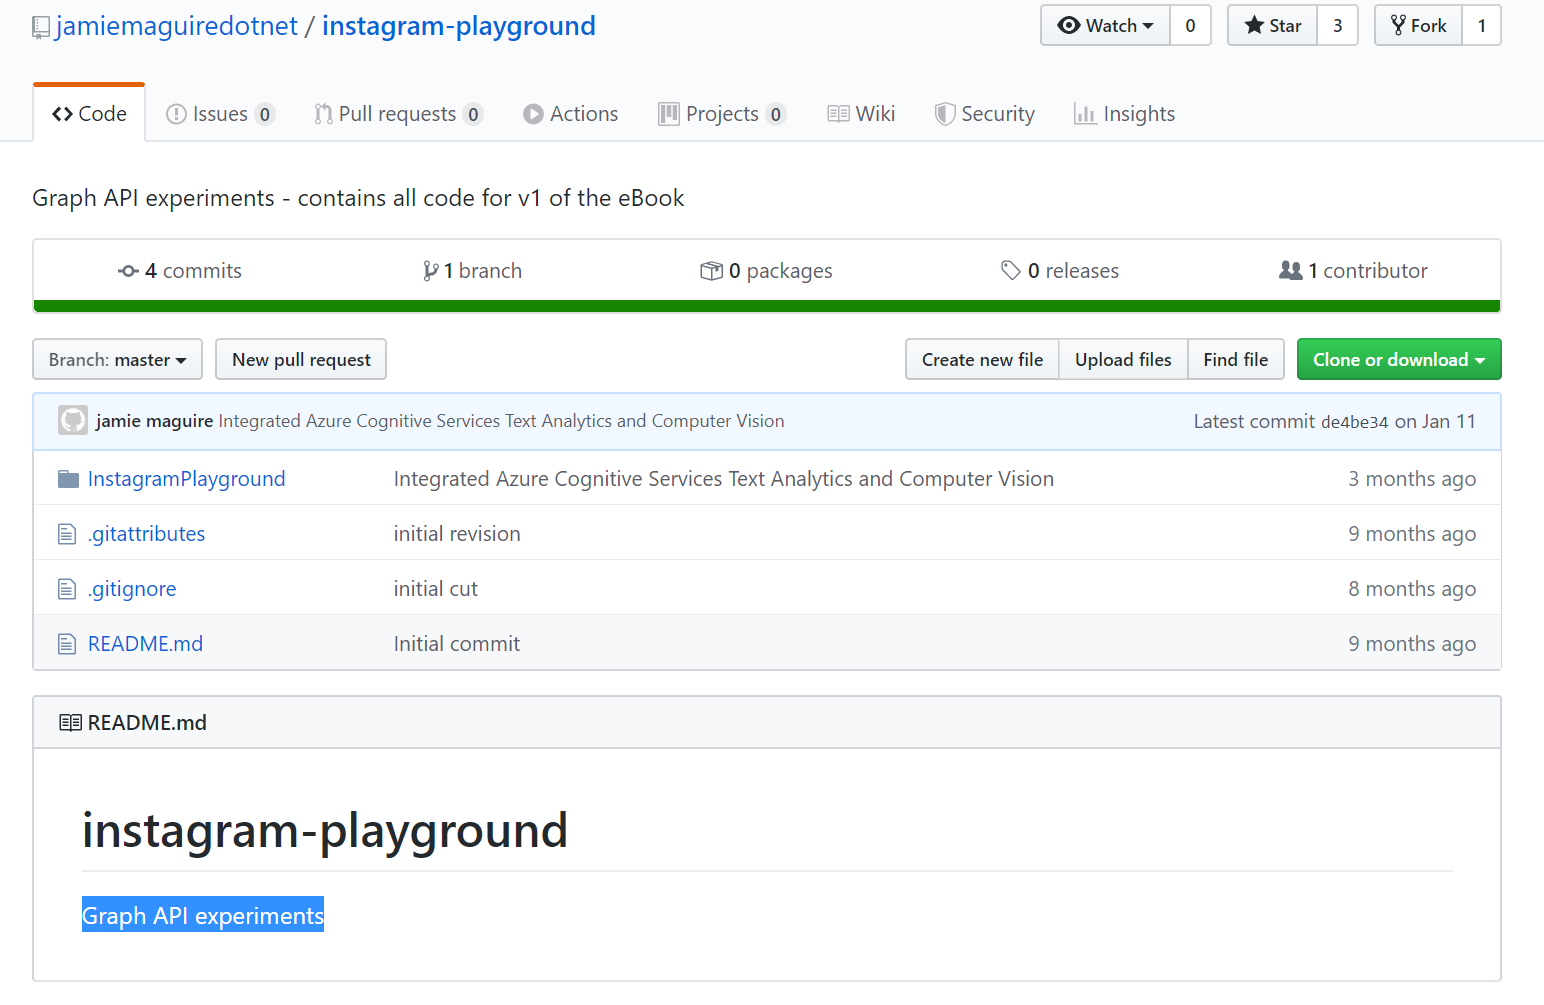 jamiemaguiredotnet / instagram-playground
Watch 0 Star 3 Fork 1
Code Issues 0 Pull requests 0 Actions Projects 0 Wiki Security Insights
Graph API experiments - contains all code for v1 of the eBook
4 commits 1 branch 0 packages 0 releases 1 contributor
Branch: master New pull request Create new file Upload files Find file Clone or download
jamie maguire Integrated Azure Cognitive Services Text Analytics and Computer Vision Latest commit de4be34 on Jan 11
InstagramPlayground Integrated Azure Cognitive Services Text Analytics and Computer Vision 3 months ago
.gitattributes initial revision 9 months ago
.gitignore initial cut 8 months ago
README.md Initial commit 9 months ago
README.md
instagram-playground
Graph API experiments